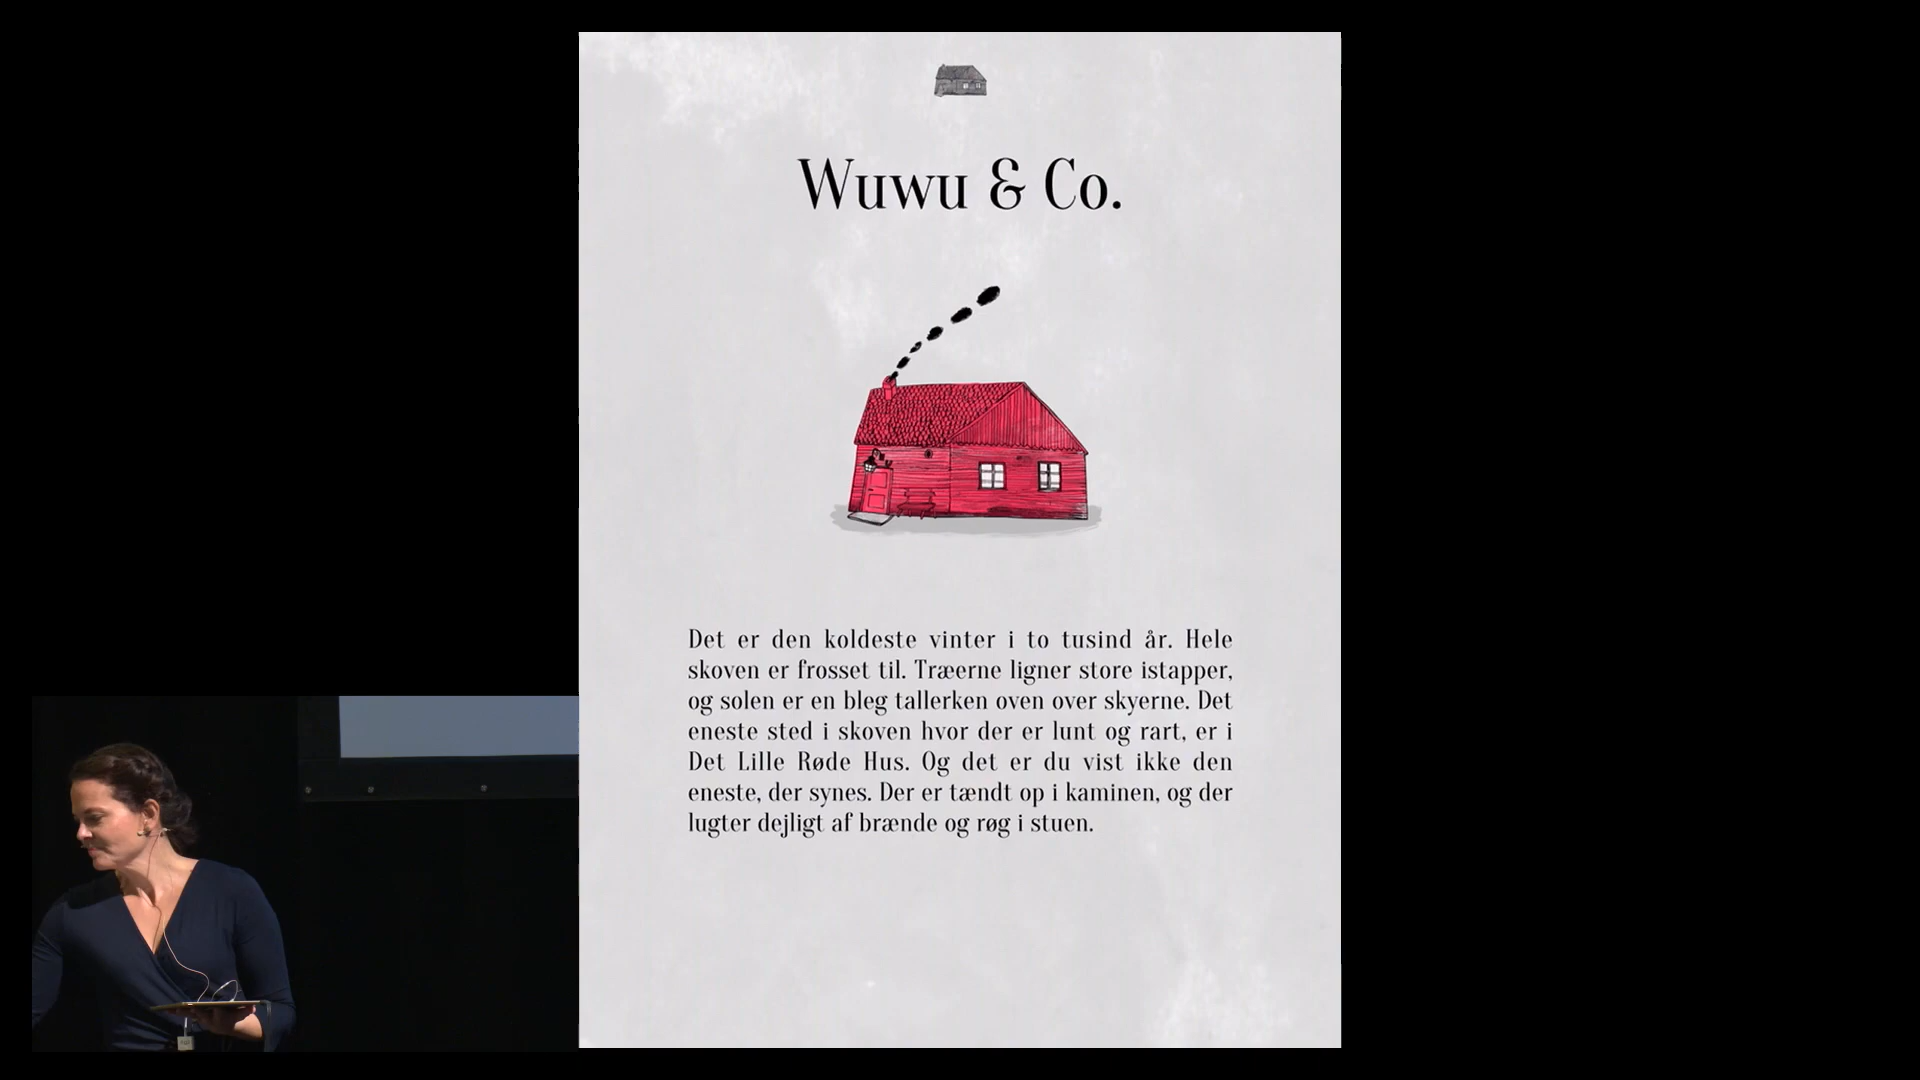 Wuwu & Co.
Det er den koldeste vinter i to tusind år. Hele
skoven er frosset til. Træerne ligner store istapper,
og solen er en bleg tallerken oven over skyerne. Det
eneste sted i skoven hvor der er lunt og rart, er i
Det Lille Røde Hus. Og det er du vist ikke den
eneste, der synes. Der er tændt op i kaminen, og der
lugter dejligt af brænde og røg i stuen.